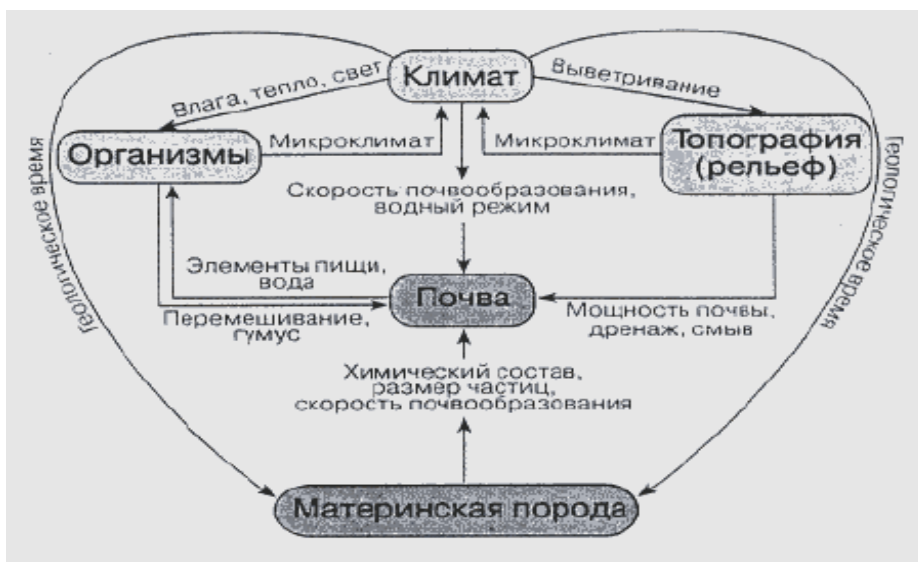 Климат
Влага, тепло, свет
Выветривание
Организмы
Микроклимат
Микроклимат
Топография
(рельеф)
Геологическое время
Геологическое время
Скорость почвообразования,
водный режим
Элементы пищи,
вода
Почва
Перемешивание,
гумус
Мощность почвы,
дренаж, смыв
Химический состав,
размер частиц,
скорость почвообразования
Материнская порода